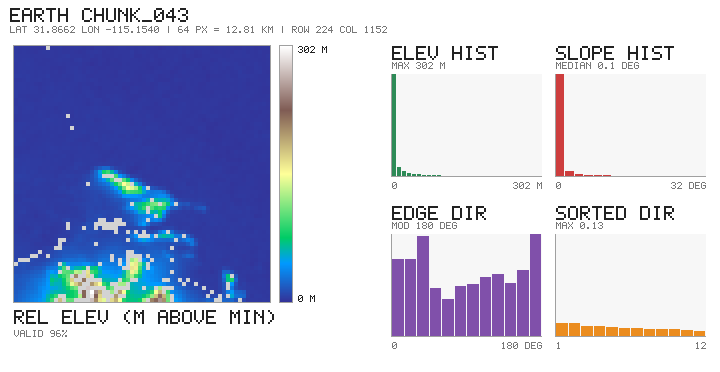 EARTH CHUNK_043
LAT 31.8662 LON -115.1540 | 64 PX = 12.81 KM | ROW 224 COL 1152
302 M
0 M
REL ELEV (M ABOVE MIN)
VALID 96%
ELEV HIST
MAX 302 M
0 302 M
SLOPE HIST
MEDIAN 0.1 DEG
0 32 DEG
EDGE DIR
MOD 180 DEG
0 180 DEG
SORTED DIR
MAX 0.13
1 12